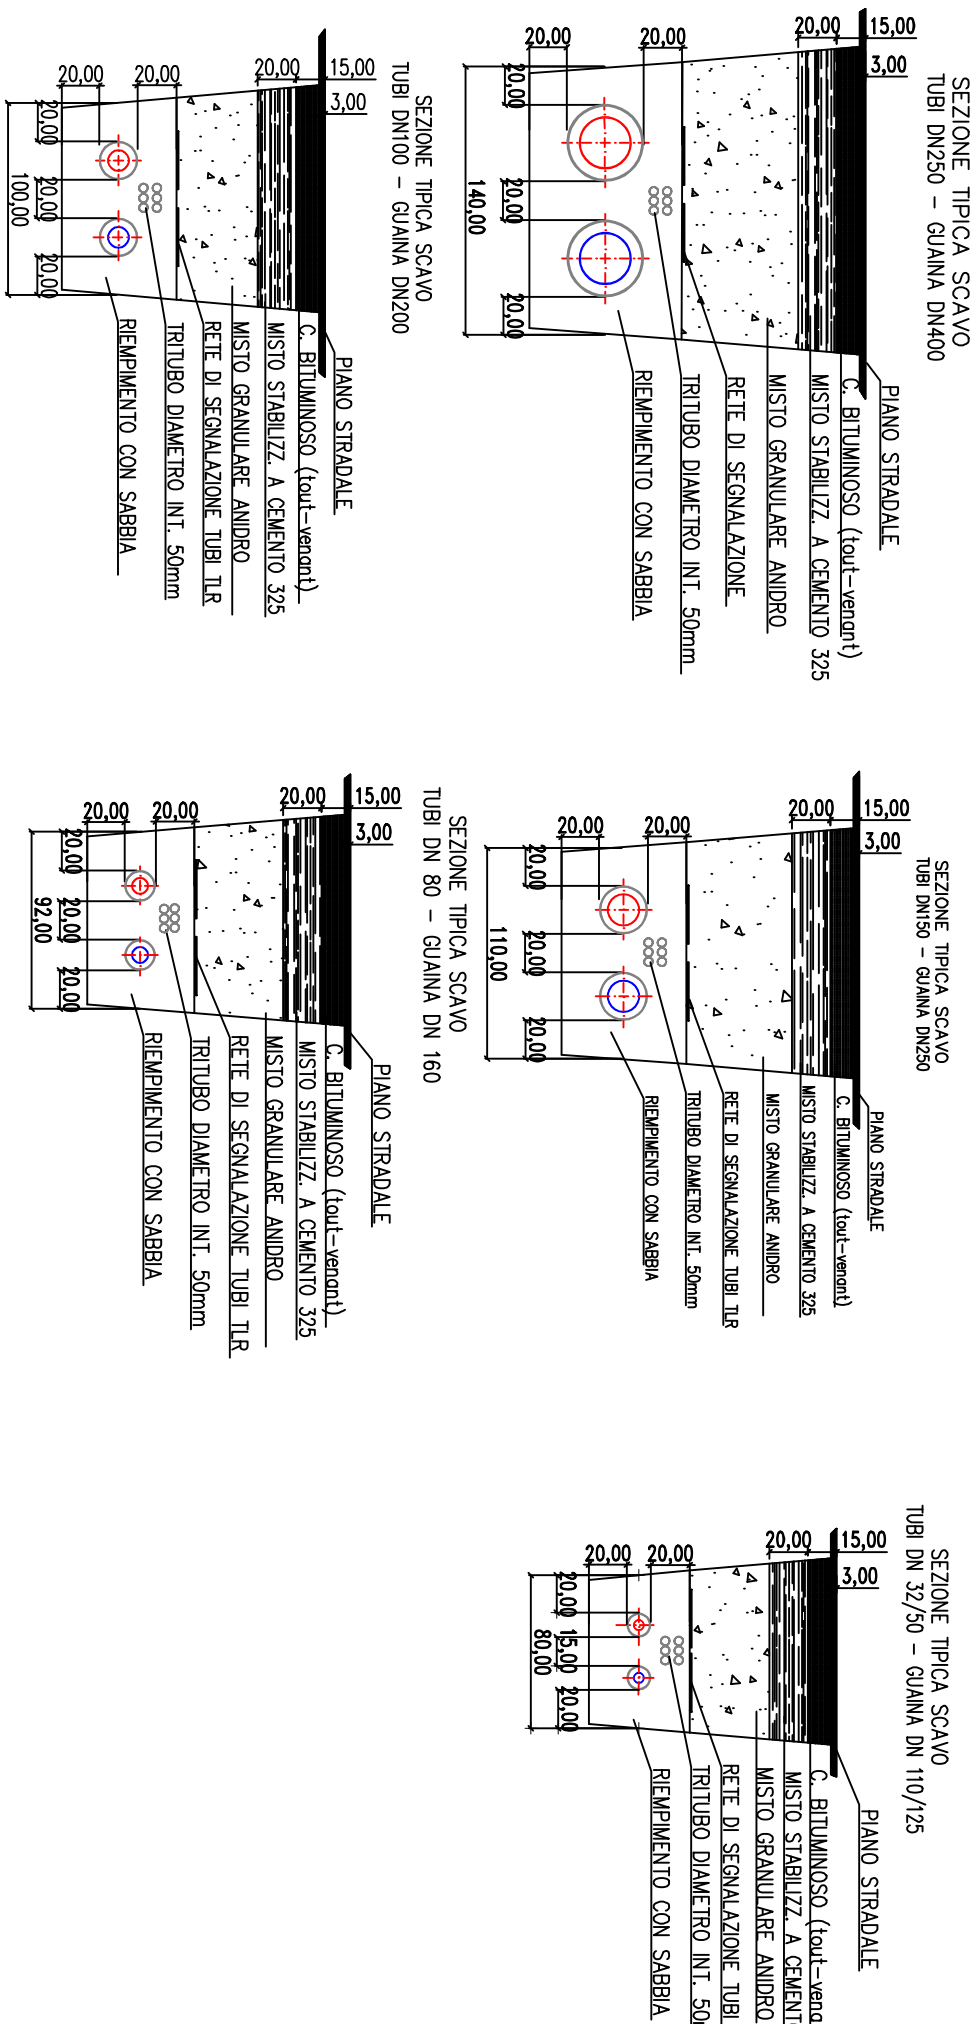 SEZIONE TIPICA SCAVO
TUBI DN250 - GUAINA DN400
20,00
15,00
3,00
20,00
20,00
20,00
20,00
20,00
140,00
PIANO STRADALE
C. BITUMINOSO (tout-venant)
MISTO STABILIZZ. A CEMENTO 325
MISTO GRANULARE ANIDRO
RETE DI SEGNALAZIONE
TRITUBO DIAMETRO INT. 50mm
RIEMPIMENTO CON SABBIA
SEZIONE TIPICA SCAVO
TUBI DN150 - GUAINA DN250
20,00
15,00
3,00
20,00
20,00
20,00
20,00
20,00
110,00
PIANO STRADALE
C. BITUMINOSO (tout-venant)
MISTO STABILIZZ. A CEMENTO 325
MISTO GRANULARE ANIDRO
RETE DI SEGNALAZIONE TUBI TLR
TRITUBO DIAMETRO INT. 50mm
RIEMPIMENTO CON SABBIA
SEZIONE TIPICA SCAVO
TUBI DN 32/50 - GUAINA DN 110/125
20,00
15,00
3,00
20,00
20,00
20,00
15,00
20,00
80,00
PIANO STRADALE
C. BITUMINOSO (tout-vena
MISTO STABILIZZ. A CEMENT
MISTO GRANULARE ANIDRO
RETE DI SEGNALAZIONE TUBI
TRITUBO DIAMETRO INT. 50
RIEMPIMENTO CON SABBIA
SEZIONE TIPICA SCAVO
TUBI DN100 - GUAINA DN200
20,00
15,00
3,00
20,00
20,00
20,00
20,00
20,00
100,00
PIANO STRADALE
C. BITUMINOSO (tout-venant)
MISTO STABILIZZ. A CEMENTO 325
MISTO GRANULARE ANIDRO
RETE DI SEGNALAZIONE TUBI TLR
TRITUBO DIAMETRO INT. 50mm
RIEMPIMENTO CON SABBIA
SEZIONE TIPICA SCAVO
TUBI DN 80 - GUAINA DN 160
20,00
15,00
3,00
20,00
20,00
20,00
20,00
20,00
92,00
PIANO STRADALE
C. BITUMINOSO (tout-venant)
MISTO STABILIZZ. A CEMENTO 325
MISTO GRANULARE ANIDRO
RETE DI SEGNALAZIONE TUBI TLR
TRITUBO DIAMETRO INT. 50mm
RIEMPIMENTO CON SABBIA